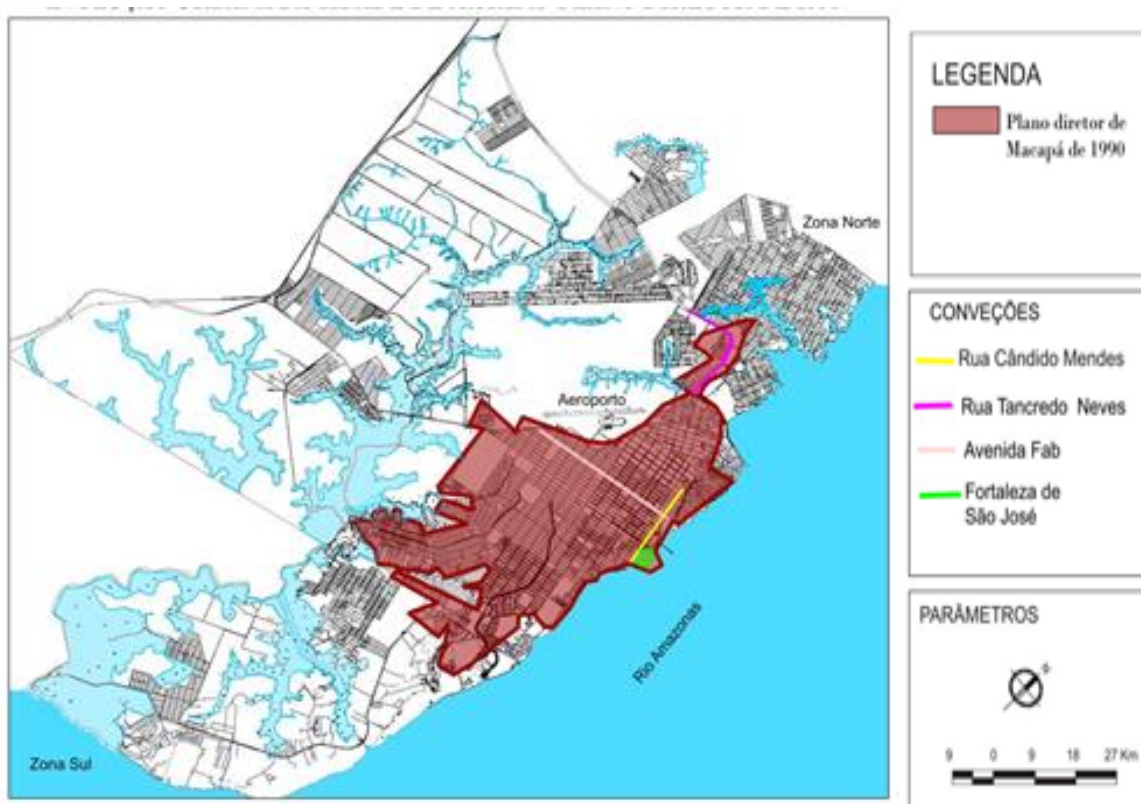 Zona Norte
Aeroporto
Rio Amazonas
Zona Sul
LEGENDA
Plano diretor de
Macapá de 1990
CONVEÇÕES
Rua Cândido Mendes
Rua Tancredo Neves
Avenida Fab
Fortaleza de
São José
PARÂMETROS
9 0 9 18 27 Km